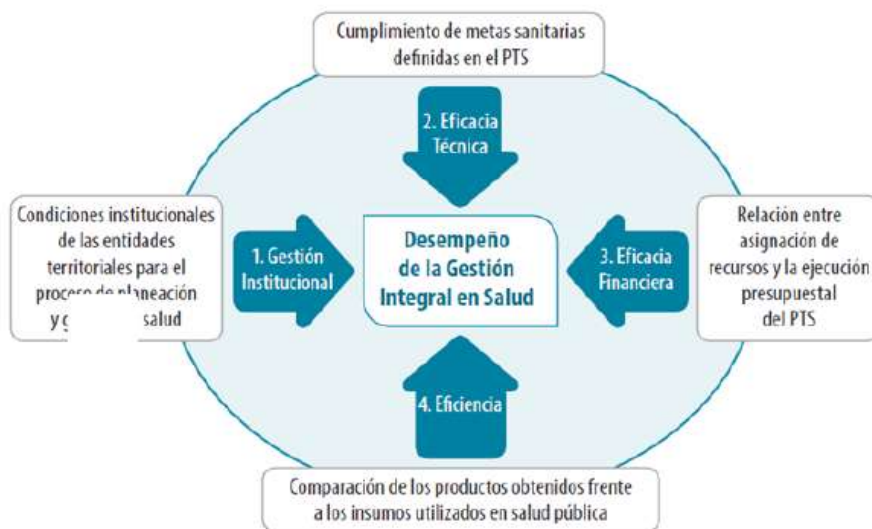 Cumplimiento de metas sanitarias
definidas en el PTS
2. Eficacia
Técnica
Condiciones institucionales
de las entidades
territoriales para el
proceso de planeación
y salud
1. Gestión
Institucional
Desempeño
de la Gestión
Integral en Salud
3. Eficacia
Financiera
Relación entre
asignación de
recursos y la ejecución
presupuestal
del PTS
4. Eficiencia
Comparación de los productos obtenidos frente
a los insumos utilizados en salud pública